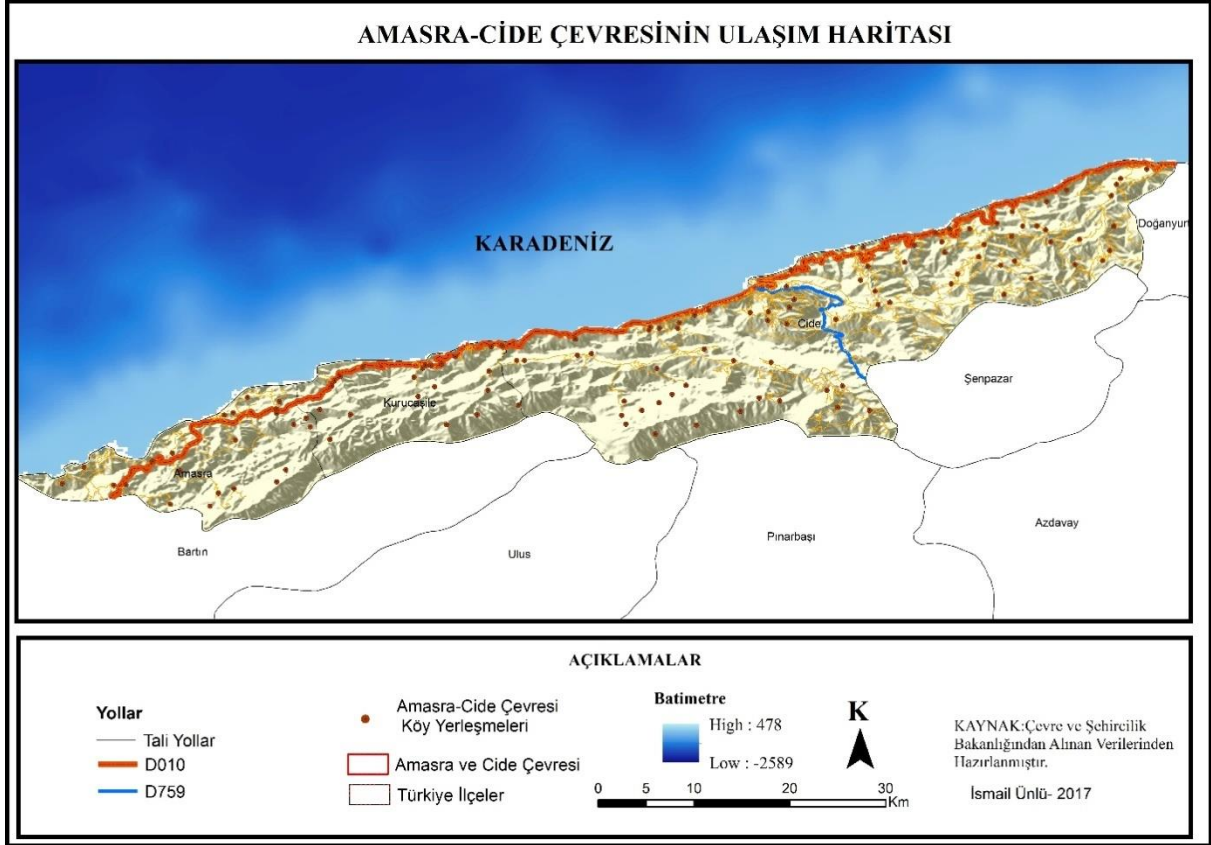 AMASRA-CİDE ÇEVRESİNİN ULAŞIM HARİTASI
KARADENİZ
Doğanyurt
Cide
Şenpazar
Kurucaşile
Amasra
Azdavay
Pınarbaşı
Bartın
Ulus
AÇIKLAMALAR
Yollar
Tali Yollar
D010
D759
Amasra-Cide Çevresi
Köy Yerleşmeleri
Amasra ve Cide Çevresi
Türkiye İlçeler
Batimetre
High : 478
Low : -2589
0 5 10 20 30
Km
K
KAYNAK:Çevre ve Şehircilik
Bakanlığından Alınan Verilerinden
Hazırlanmıştır.
İsmail Ünlü- 2017